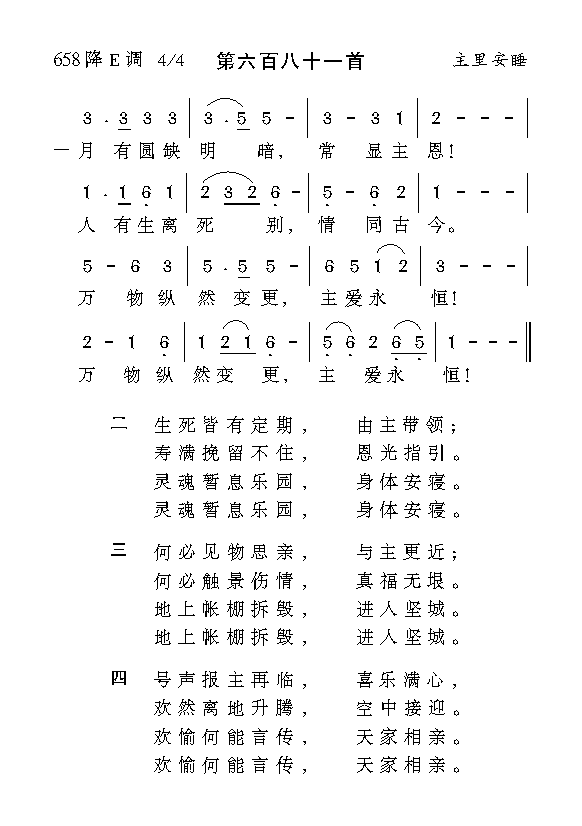 658降E调 4/4 第六百八十一首 主里安睡
3 . 3 3 3 | 3 . 5 5 - | 3 - 3 1 | 2 - - -
一月有圆缺明暗，常显主恩！
1 . 1 6 1 | 2 3 2 6 - | 5 - 6 2 | 1 - - -
人有生离死别，情同古今。
5 - 6 3 | 5 . 5 5 - | 6 5 1 2 | 3 - - -
万物纵然变更，主爱永恒！
2 - 1 6 | 1 2 1 6 - | 5 6 2 6 5 | 1 - - -
万物纵然变更，主爱永恒！
二 生死皆有定期，由主带领；
寿满挽留不住，恩光指引。
灵魂暂息乐园，身体安寝。
灵魂暂息乐园，身体安寝。
三 何必见物思亲，与主更近；
何必触景伤情，真福无垠。
地上帐棚拆毁，进人坚城。
地上帐棚拆毁，进人坚城。
四 号声报主再临，喜乐满心，
欢然离地升腾，空中接迎。
欢愉何能言传，天家相亲。
欢愉何能言传，天家相亲。